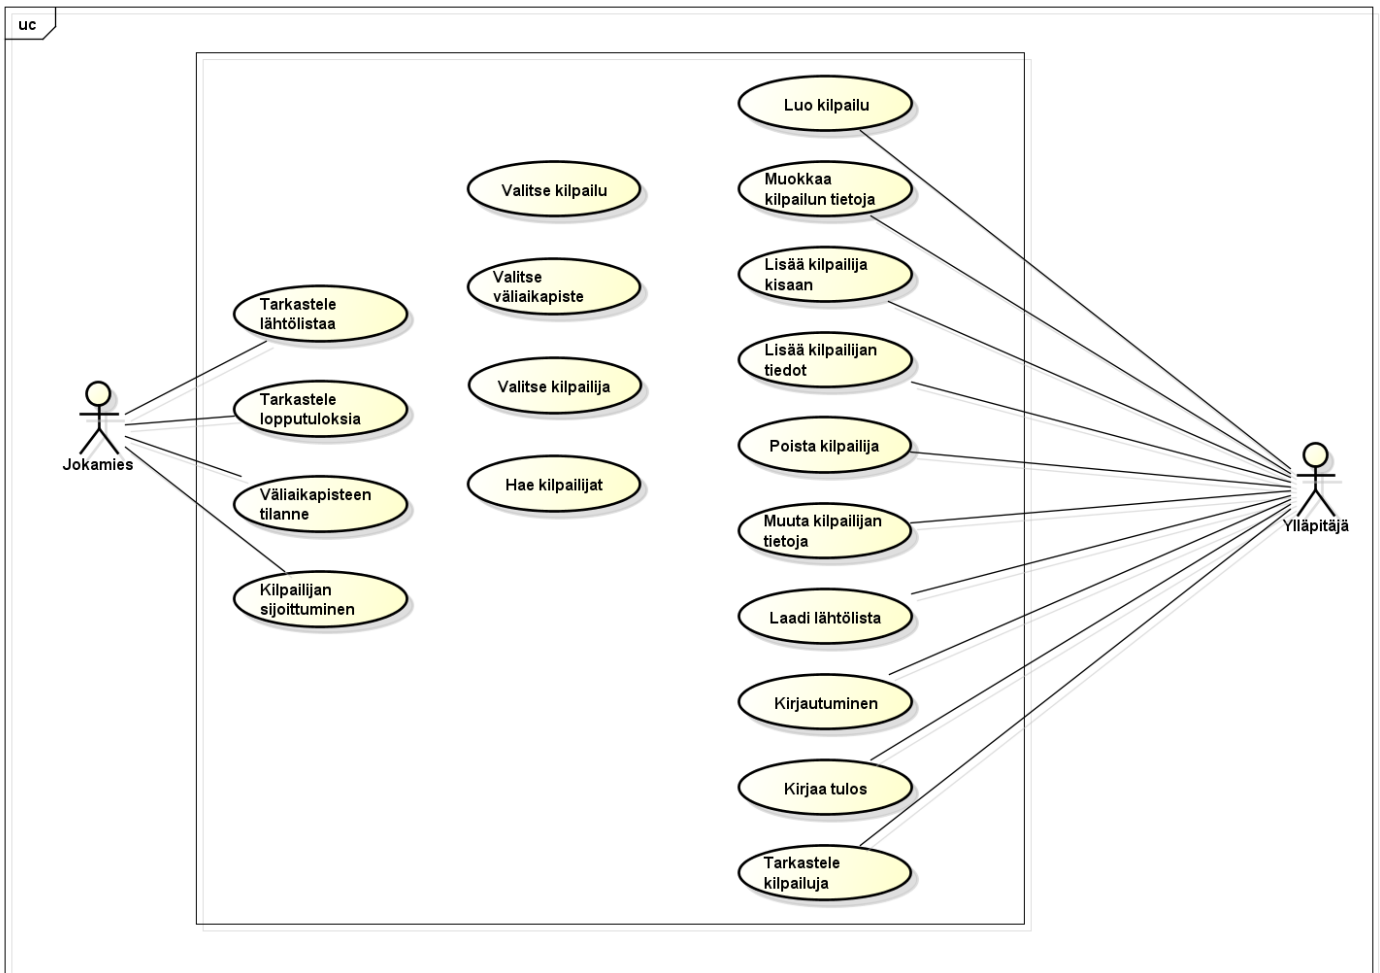 uc
Luo kilpailu
Valitse kilpailu
Muokkaa
kilpailun tietoja
Valitse
väliaikapiste
Lisää kilpailija
kisaan
Tarkastele
lähtölistaa
Lisää kilpailijan
tiedot
Valitse kilpailija
Tarkastele
lopputuloksia
Poista kilpailija
Jokamies
Hae kilpailijat
Väliaikapisteen
tilanne
Muuta kilpailijan
tietoja
Ylläpitäjä
Kilpailijan
sijoittuminen
Laadi lähtölista
Kirjautuminen
Kirjaa tulos
Tarkastele
kilpailuja